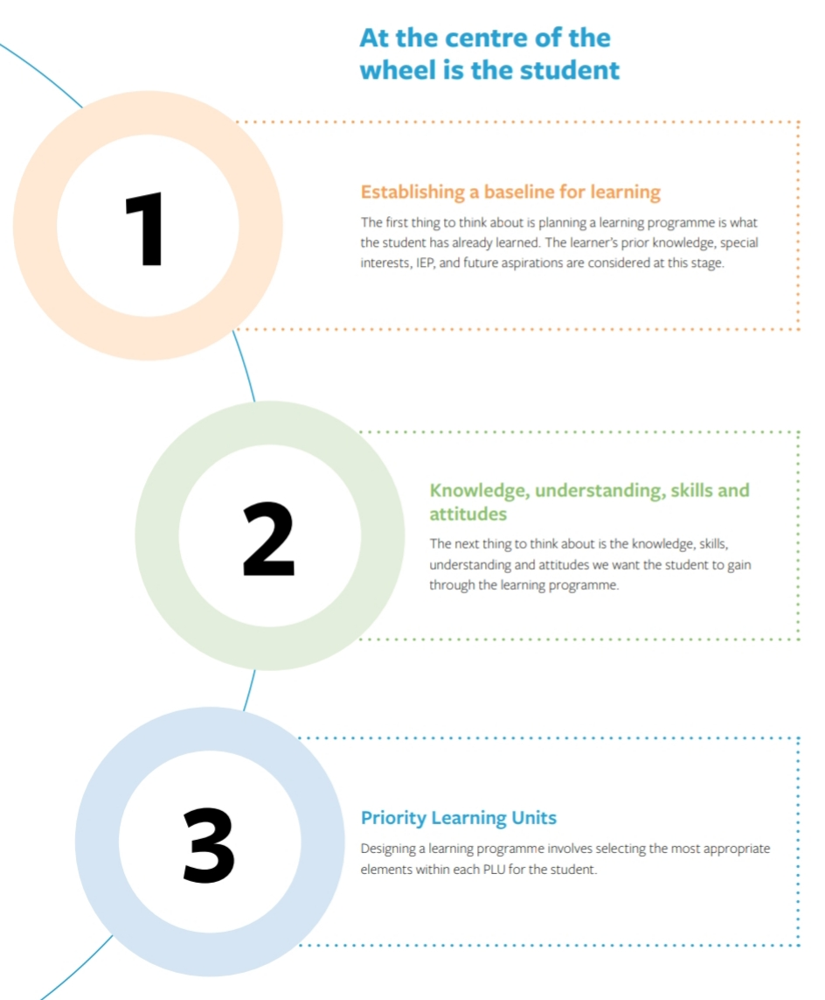 At the centre of the
wheel is the student
1
Establishing a baseline for learning
The first thing to think about is planning a learning programme is what
the student has already learned. The learner's prior knowledge, special
interests, IEP, and future aspirations are considered at this stage.
2
Knowledge, understanding, skills and
attitudes
The next thing to think about is the knowledge, skills,
understanding and attitudes we want the student to gain
through the learning programme.
3
Priority Learning Units
Designing a learning programme involves selecting the most appropriate
elements within each PLU for the student.